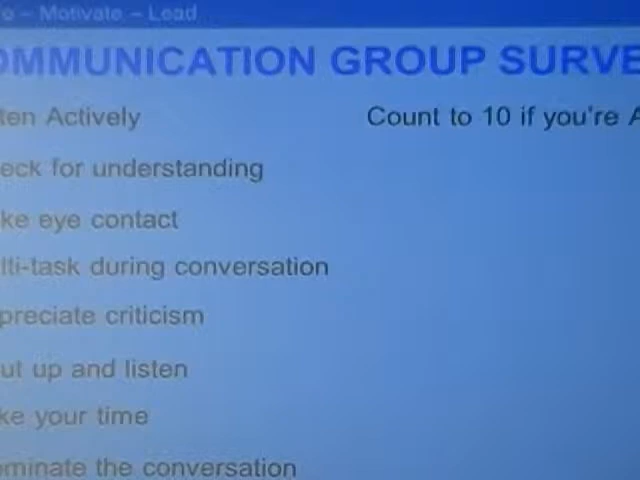 o – Motivate – Lead
OMMUNICATION GROUP SURVE
ten Actively
Count to 10 if you're A
eck for understanding
ke eye contact
lti-task during conversation
preciate criticism
ut up and listen
ke your time
ominate the conversation